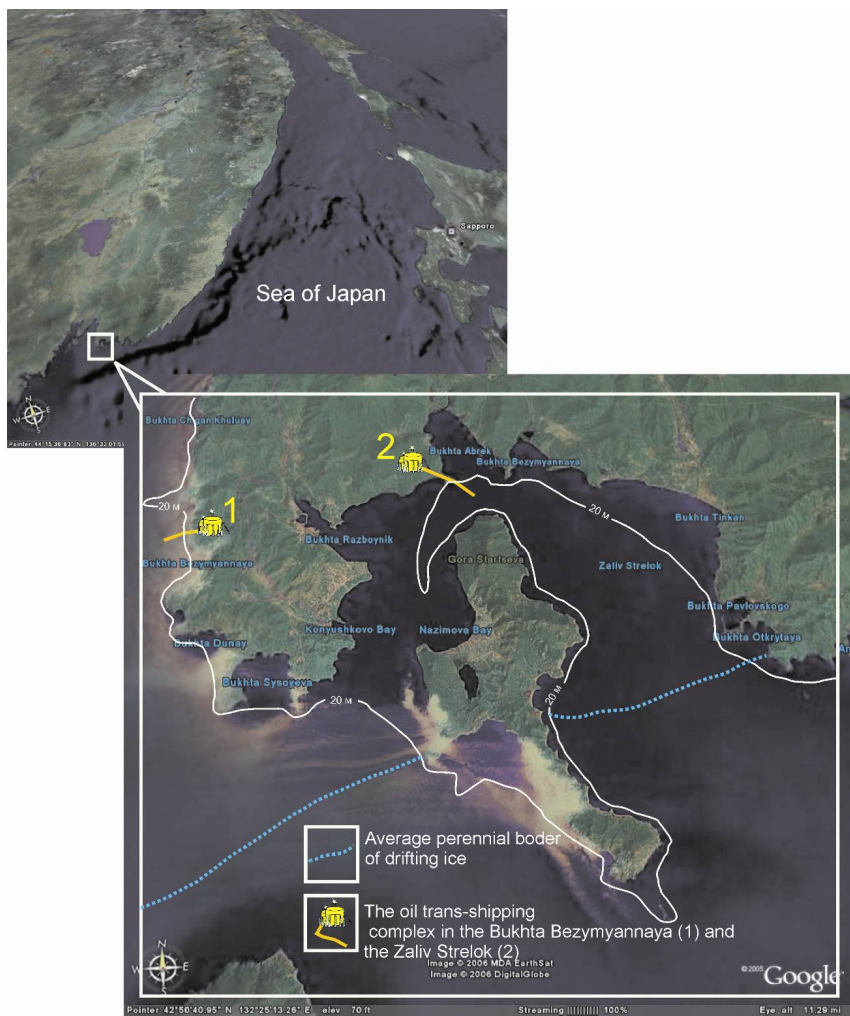 Sapporo
Sea of Japan
N
W E
S
Pointer 44°15'36.63" N 136°32'01.5
Bukhta Chigan Khuluay
2
Bukhta Abrek
Bukhta Bezymyannaya
20 м
1
20 м
Bukhta Tinkan
Bukhta Razboynik
Gora Startseva
Bukhta Bezymyannaya
Zaliv Strelok
Bukhta Pavlovskogo
Konyushkovo Bay
Nazimova Bay
Bukhta Otkrytaya
Bukhta Dunay
An
Bukhta Sysoyeva
20 м
20 м
Average perennial boder
of drifting ice
The oil trans-shipping
complex in the Bukhta Bezymyannaya (1) and
the Zaliv Strelok (2)
N
W E
S
Image © 2006 MDA EarthSat
Image © 2006 DigitalGlobe
©2005 Google
Pointer 42°50'40.95" N 132°25'13.26" E elev 70 ft Streaming |||||||||| 100% Eye alt 11.29 mi